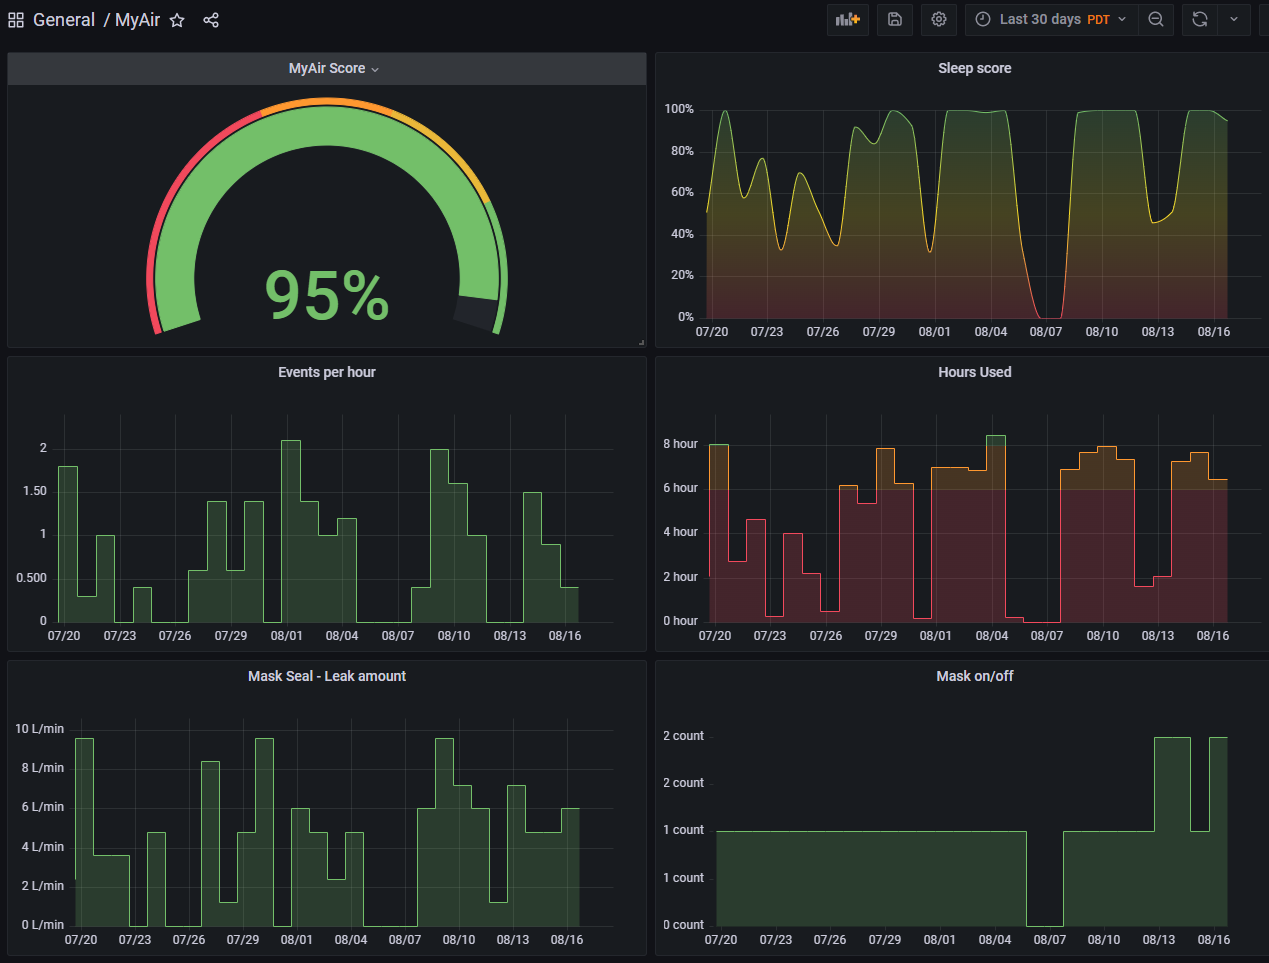 General / MyAir
Last 30 days PDT
MyAir Score
95%
Sleep score
100%
80%
60%
40%
20%
0%
07/20 07/23 07/26 07/29 08/01 08/04 08/07 08/10 08/13 08/16
Events per hour
2
1.50
1
0.500
0
07/20 07/23 07/26 07/29 08/01 08/04 08/07 08/10 08/13 08/16
Hours Used
8 hour
6 hour
4 hour
2 hour
0 hour
07/20 07/23 07/26 07/29 08/01 08/04 08/07 08/10 08/13 08/16
Mask Seal - Leak amount
10 L/min
8 L/min
6 L/min
4 L/min
2 L/min
0 L/min
07/20 07/23 07/26 07/29 08/01 08/04 08/07 08/10 08/13 08/16
Mask on/off
2 count
2 count
1 count
1 count
0 count
07/20 07/23 07/26 07/29 08/01 08/04 08/07 08/10 08/13 08/16